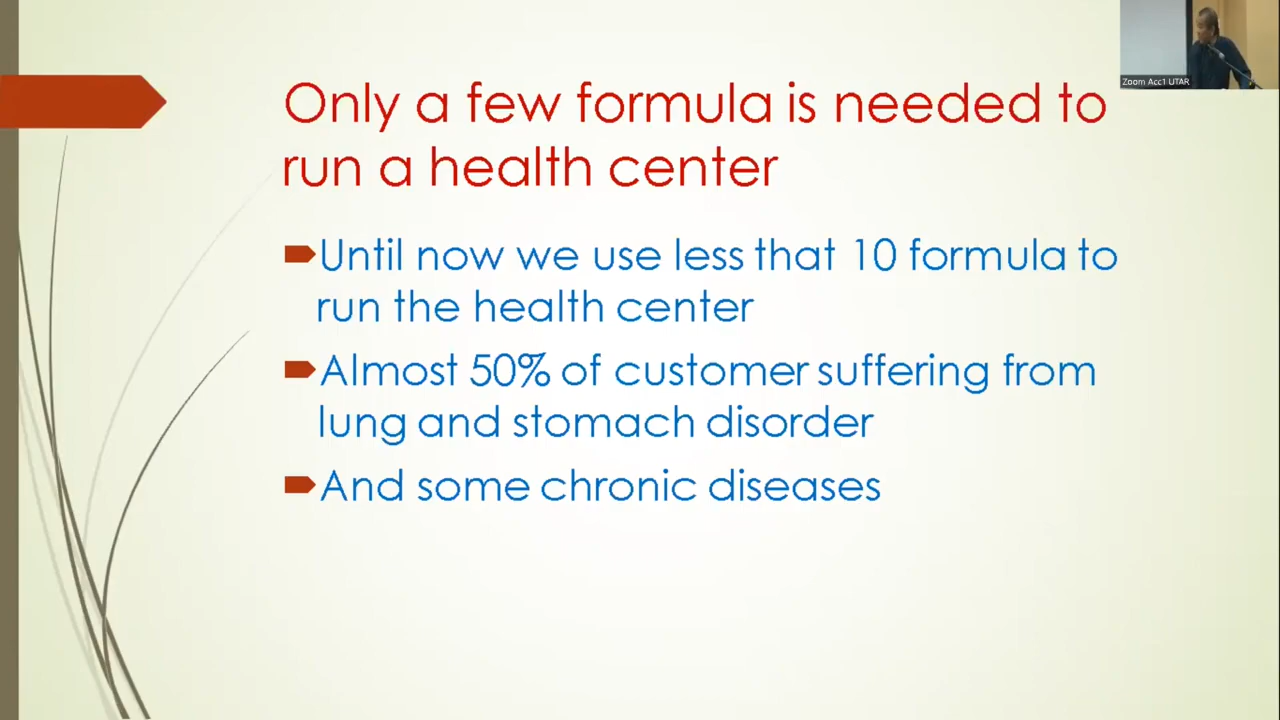 Only a few formula is needed to
run a health center
Until now we use less that 10 formula to
run the health center
Almost 50% of customer suffering from
lung and stomach disorder
And some chronic diseases
Zoom Acc1 UTAR